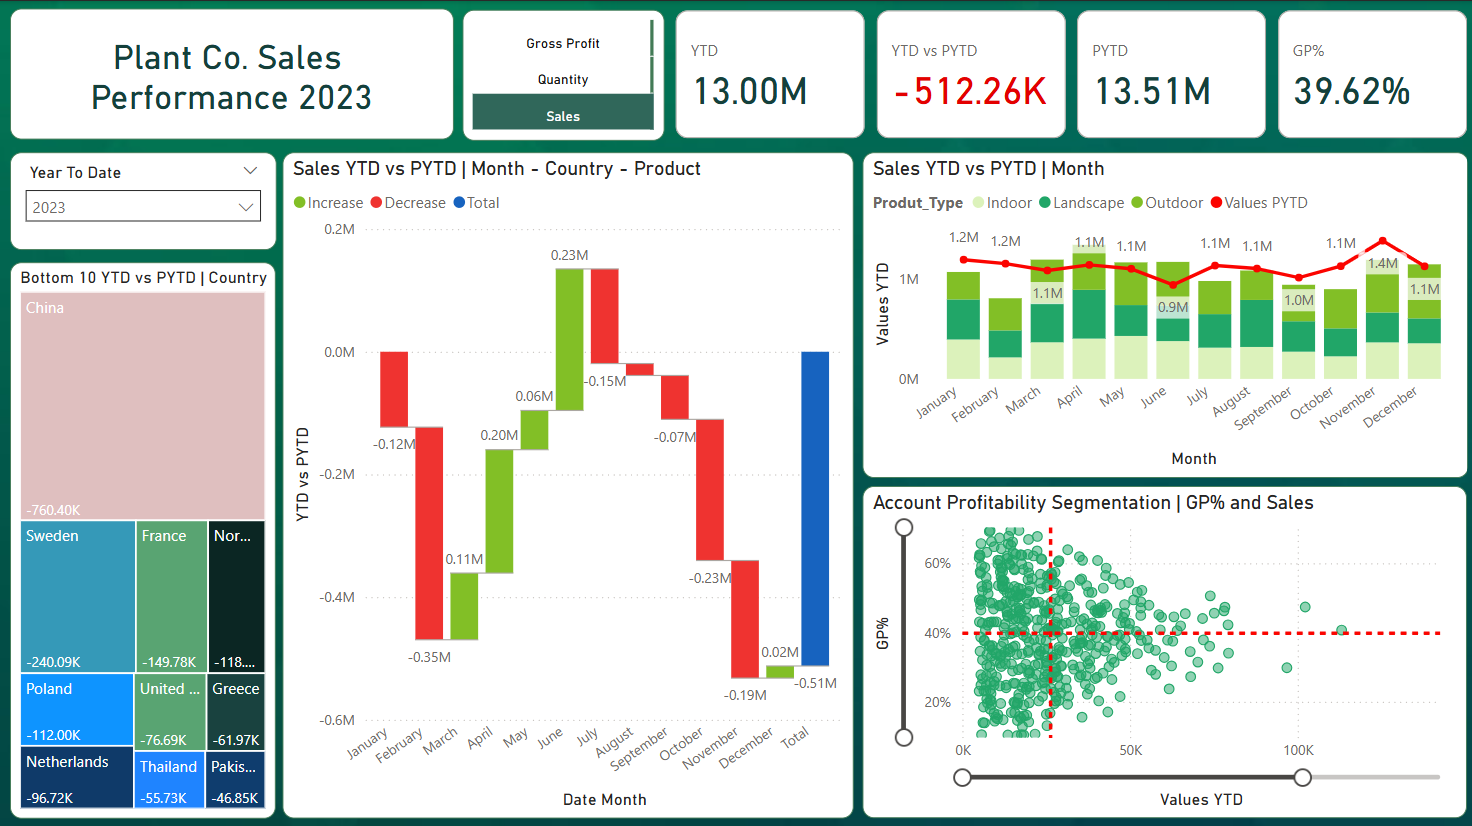 Plant Co. Sales
Performance 2023
Gross Profit
Quantity
Sales
YTD
13.00M
YTD vs PYTD
-512.26K
PYTD
13.51M
GP%
39.62%
Year To Date
2023
Bottom 10 YTD vs PYTD | Country
China
-760.40K
Sweden
-240.09K
France
-149.78K
Nor...
-118....
Poland
-112.00K
United ...
-76.69K
Greece
-61.97K
Netherlands
-96.72K
Thailand
-55.73K
Pakis...
-46.85K
Sales YTD vs PYTD | Month - Country - Product
Increase Decrease Total
YTD vs PYTD
0.2M
0.0M
-0.2M
-0.4M
-0.6M
-0.12M
-0.35M
0.11M
0.20M
0.06M
0.23M
-0.15M
-0.07M
-0.23M
-0.19M
0.02M
-0.51M
January
February
March
April
May
June
July
August
September
October
November
December
Total
Date Month
Sales YTD vs PYTD | Month
Produt_Type Indoor Landscape Outdoor Values PYTD
Values YTD
1M
0M
1.2M
1.2M
1.1M
1.1M
1.1M
0.9M
1.1M
1.1M
1.0M
1.1M
1.4M
1.1M
January
February
March
April
May
June
July
August
September
October
November
December
Month
Account Profitability Segmentation | GP% and Sales
GP%
60%
40%
20%
0K
50K
100K
Values YTD